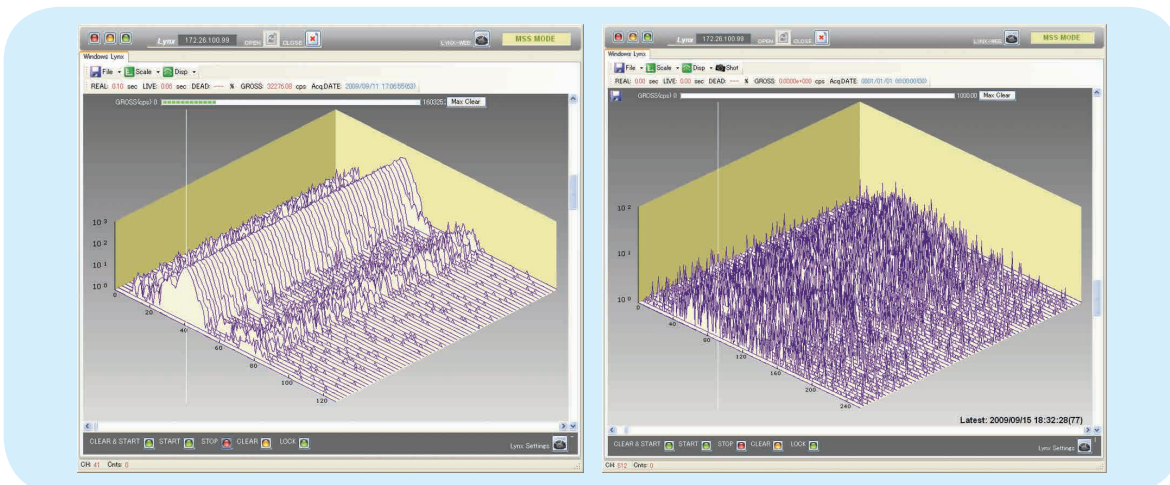 Lynx 172.26.100.99 OPEN CLOSE LYNX-WEB MSS MODE
Windows Lynx
File Scale Disp
REAL: 0.10 sec LIVE: 0.06 sec DEAD: --- % GROSS: 32276.08 cps Acq.DATE: 2009/09/11 17:06:55(63)
GROSS(cps) 0 Max Clear
10 3
10 2
10 1
10 0
0
20
40
60
80
100
120
CLEAR & START START STOP CLEAR LOCK Lynx Settings
CH: 41 Cnts: 0
Lynx 172.26.100.99 OPEN CLOSE LYNX-WEB MSS MODE
Windows Lynx
File Scale Disp Shot
REAL: 0.00 sec LIVE: 0.00 sec DEAD: --- % GROSS: 0.0000e+000 cps Acq.DATE: 0001/01/01 00:00:00(00)
GROSS(cps) 0 1000.00 Max Clear
10 2
10 1
10 0
0
40
80
120
160
200
240
Latest: 2009/09/15 18:32:28(77)
CLEAR & START START STOP CLEAR LOCK Lynx Settings
CH: 512 Cnts: 0